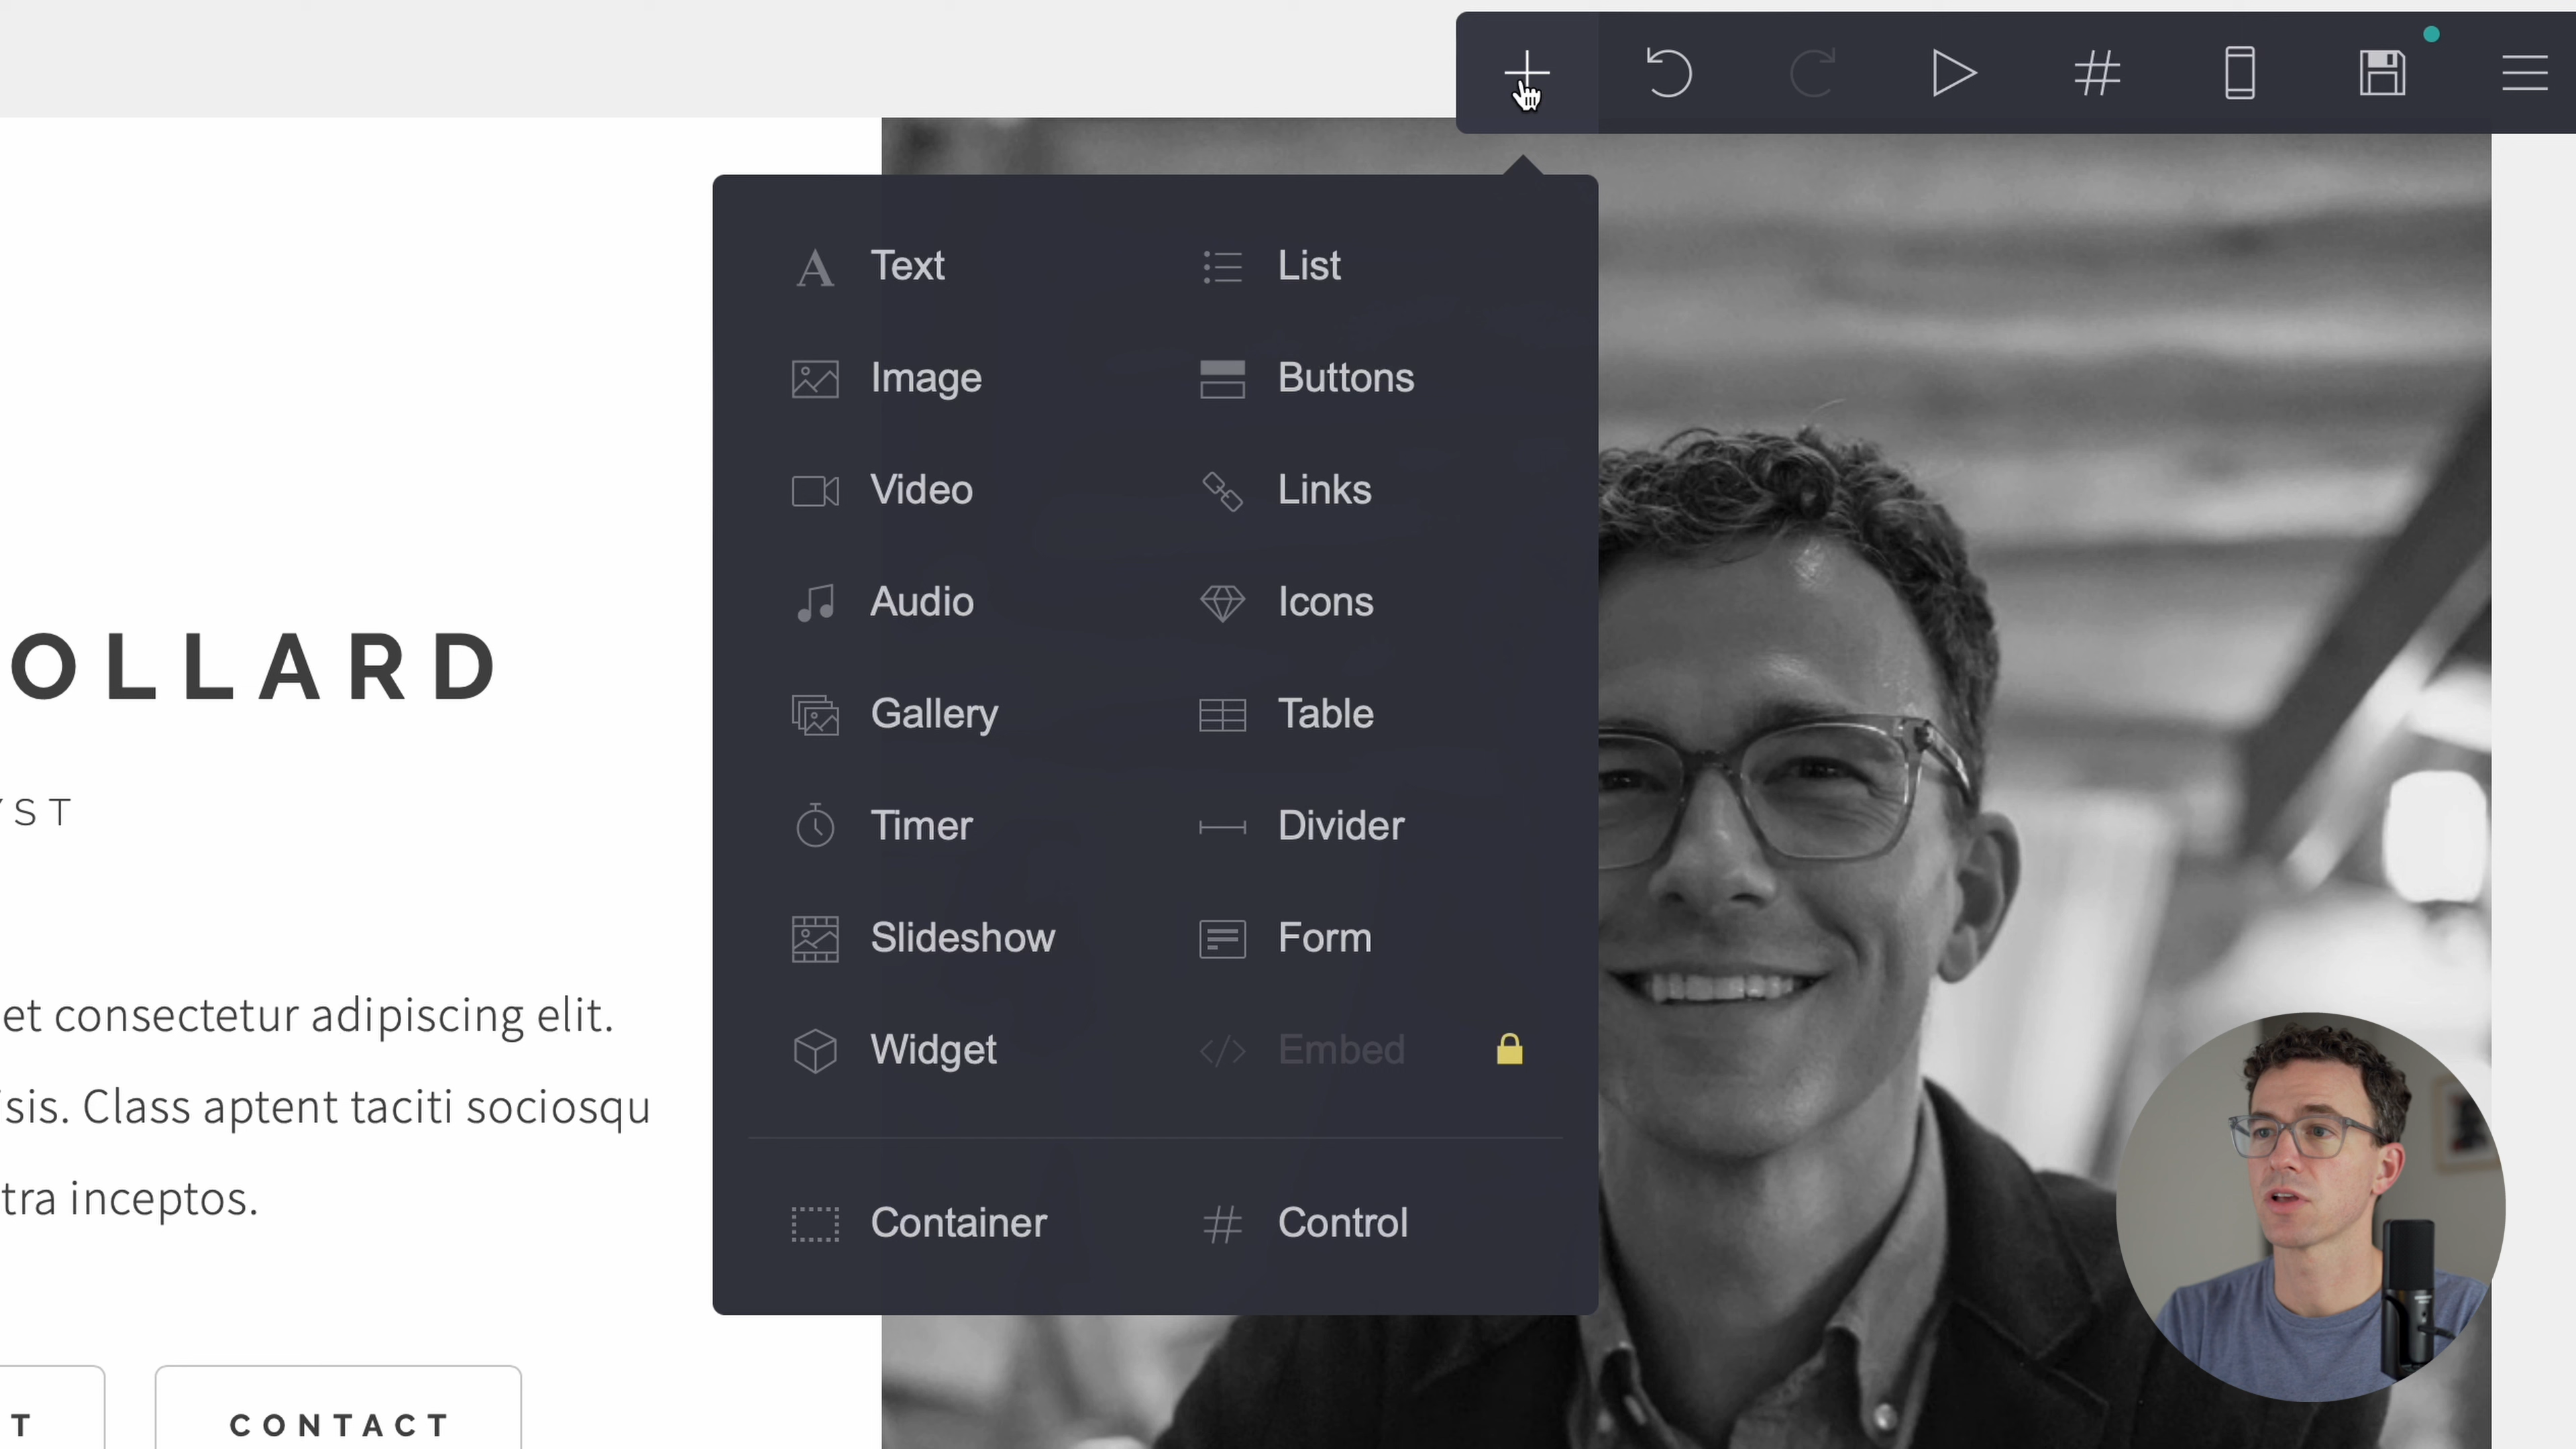 Text
List
Image
Buttons
Video
Links
Audio
Icons
Gallery
Table
Timer
Divider
Slideshow
Form
Widget
Embed
Container
Control
OLLARD
ST
et consectetur adipiscing elit.
sis. Class aptent taciti sociosqu
tra inceptos.
T
CONTACT